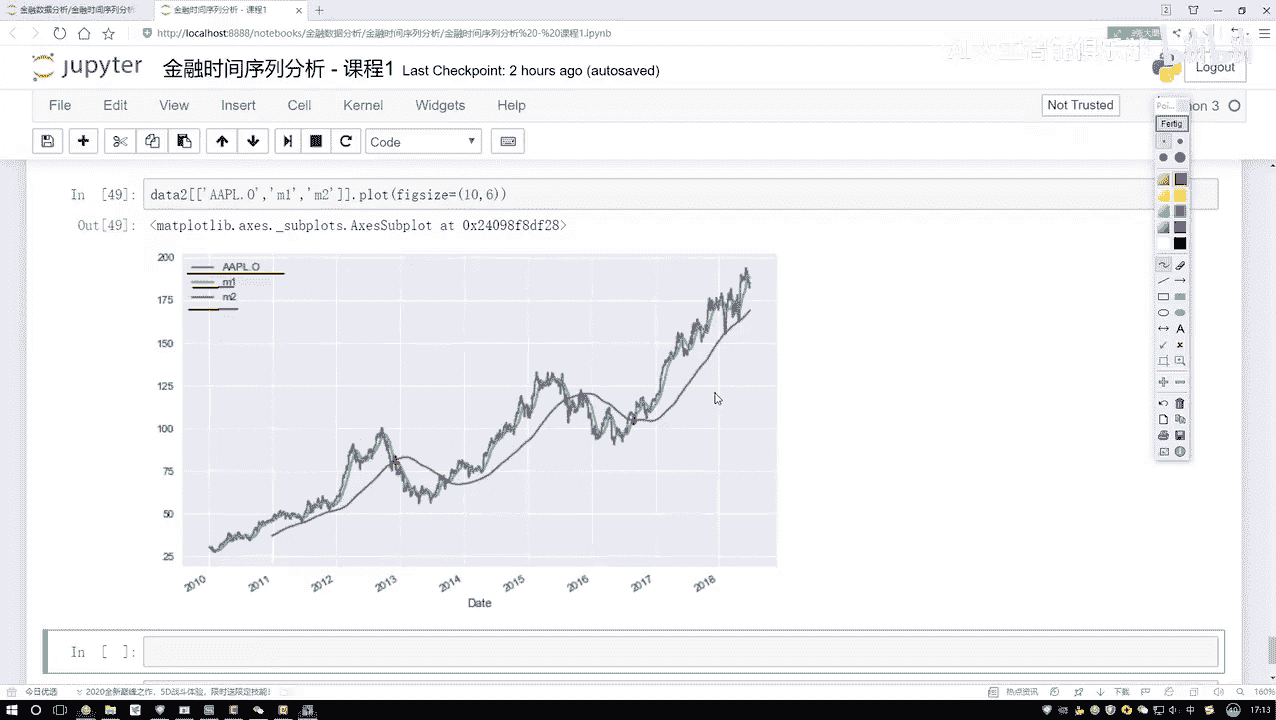 金融数据分析/金融时间序列分析
金融时间序列分析 - 课程1
http://localhost:8888/notebooks/金融数据分析/金融时间序列分析/金融时间序列分析%20-%20课程1.ipynb
jupyter 金融时间序列分析 - 课程1 Last Checkpoint: 2 hours ago (autosaved)
Logout
File Edit View Insert Cell Kernel Widgets Help
Not Trusted
Fertig
Code
In [49]: data2[['AAPL.O','m1','m2']].plot(figsize=(10,6))
Out[49]: <matplotlib.axes._subplots.AxesSubplot at 0x24098f8df28>
AAPL.O
m1
m2
200
175
150
125
100
75
50
25
2010 2011 2012 2013 2014 2015 2016 2017 2018
Date
In [ ]:
今日优选
2020全新巅峰之作，5D战斗体验，限时送限定技能！
热点资讯
下载
160%
中
17:13